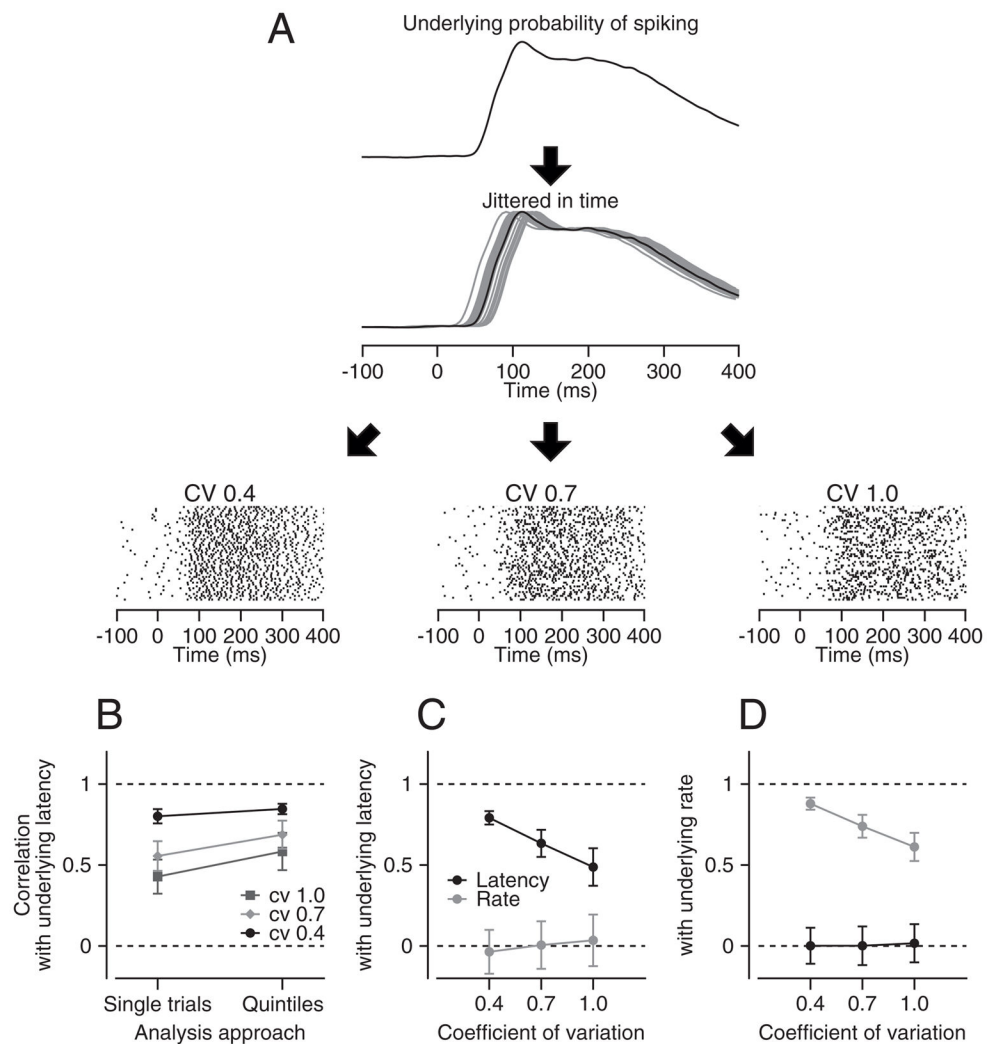 A
Underlying probability of spiking
Jittered in time
-100 0 100 200 300 400
Time (ms)
CV 0.4 CV 0.7 CV 1.0
-100 0 100 200 300 400 -100 0 100 200 300 400 -100 0 100 200 300 400
Time (ms) Time (ms) Time (ms)
B
Correlation
with underlying latency
1
0.5
0
cv 1.0
cv 0.7
cv 0.4
Single trials Quintiles
Analysis approach
C
with underlying latency
1
0.5
0
Latency
Rate
0.4 0.7 1.0
Coefficient of variation
D
with underlying rate
1
0.5
0
0.4 0.7 1.0
Coefficient of variation